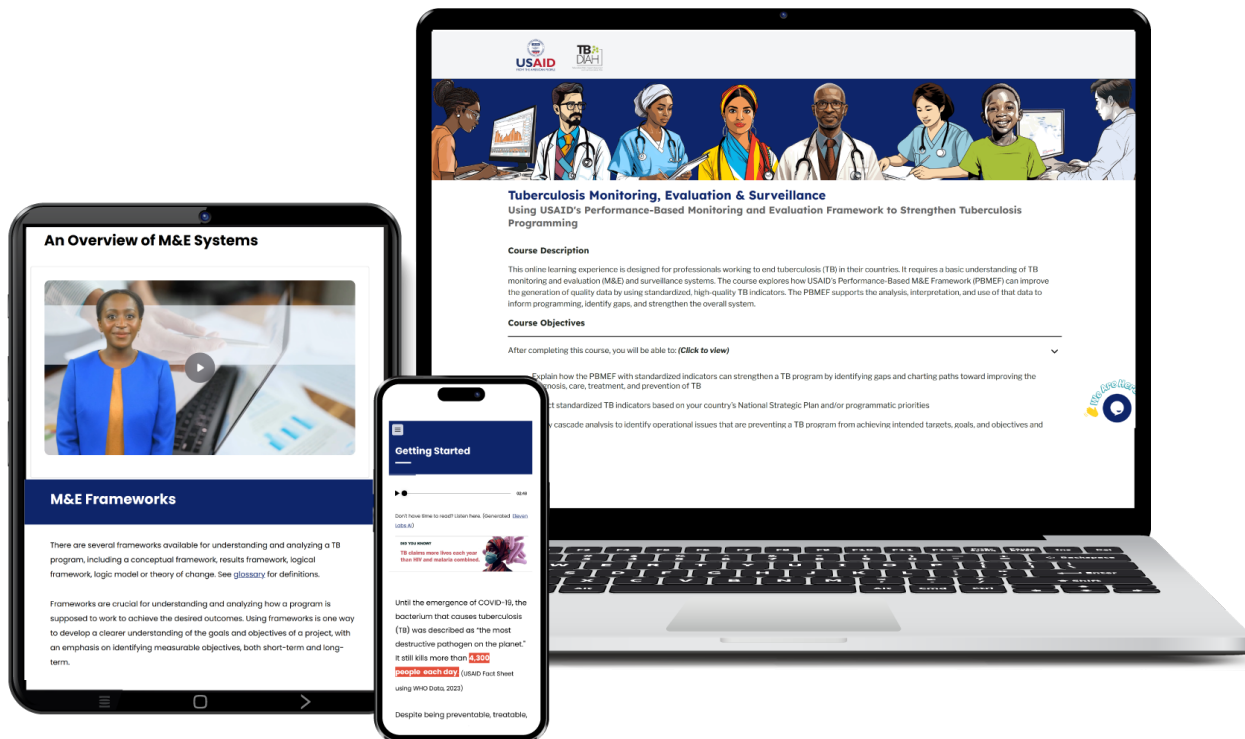 USAID
TB
DIAH
Tuberculosis Monitoring, Evaluation & Surveillance
Using USAID's Performance-Based Monitoring and Evaluation Framework to Strengthen Tuberculosis
Programming
Course Description
This online learning experience is designed for professionals working to end tuberculosis (TB) in their countries. It requires a basic understanding of TB
monitoring and evaluation (M&E) and surveillance systems. The course explores how USAID's Performance-Based M&E Framework (PBMEF) can improve
the generation of quality data by using standardized, high-quality TB indicators. The PBMEF supports the analysis, interpretation, and use of that data to
inform programming, identify gaps, and strengthen the overall system.
Course Objectives
After completing this course, you will be able to: (Click to view)
Explain how the PBMEF with standardized indicators can strengthen a TB program by identifying gaps and charting paths toward improving the
care, treatment, and prevention of TB
standardized TB indicators based on your country's National Strategic Plan and/or programmatic priorities
cascade analysis to identify operational issues that are preventing a TB program from achieving intended targets, goals, and objectives and
We Are Here
An Overview of M&E Systems
M&E Frameworks
There are several frameworks available for understanding and analyzing a TB
program, including a conceptual framework, results framework, logical
framework, logic model or theory of change. See glossary for definitions.
Frameworks are crucial for understanding and analyzing how a program is
supposed to work to achieve the desired outcomes. Using frameworks is one way
to develop a clearer understanding of the goals and objectives of a project, with
an emphasis on identifying measurable objectives, both short-term and long-
term.
Getting Started
Don't have time to read? Listen here. (Generated Eleven
Labs AI)
DID YOU KNOW?
TB claims more lives each year
than HIV and malaria combined.
Until the emergence of COVID-19, the
bacterium that causes tuberculosis
(TB) was described as "the most
destructive pathogen on the planet."
It still kills more than 4,300
people each day. (USAID Fact Sheet
using WHO Data, 2023)
Despite being preventable, treatable,